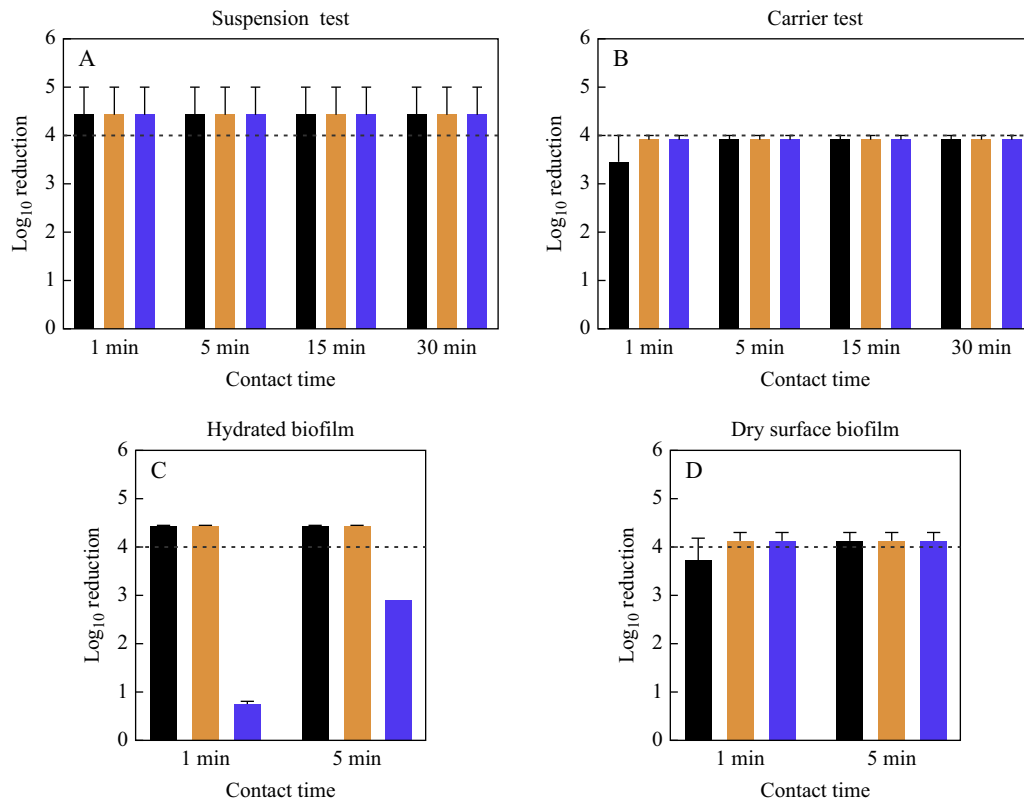 Suspension test
A
Log10 reduction
6
5
4
3
2
1
0
1 min 5 min 15 min 30 min
Contact time
Carrier test
B
Log10 reduction
6
5
4
3
2
1
0
1 min 5 min 15 min 30 min
Contact time
Hydrated biofilm
C
Log10 reduction
6
5
4
3
2
1
0
1 min 5 min
Contact time
Dry surface biofilm
D
Log10 reduction
6
5
4
3
2
1
0
1 min 5 min
Contact time